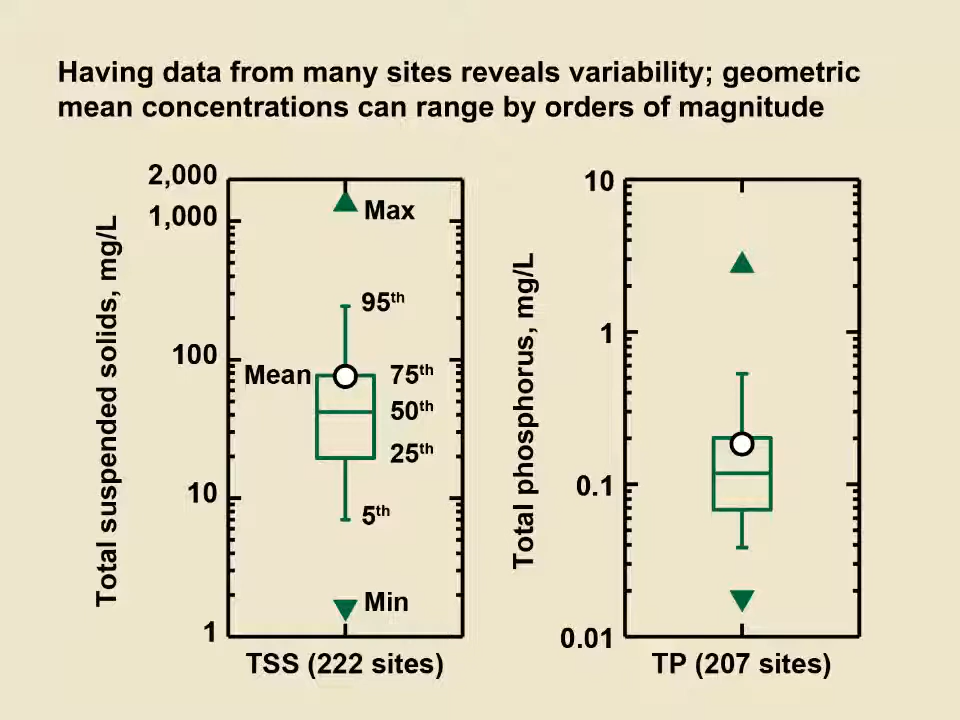 Having data from many sites reveals variability; geometric
mean concentrations can range by orders of magnitude
Total suspended solids, mg/L
2,000
1,000
100
10
1
Max
95th
Mean
75th
50th
25th
5th
Min
TSS (222 sites)
Total phosphorus, mg/L
10
1
0.1
0.01
TP (207 sites)